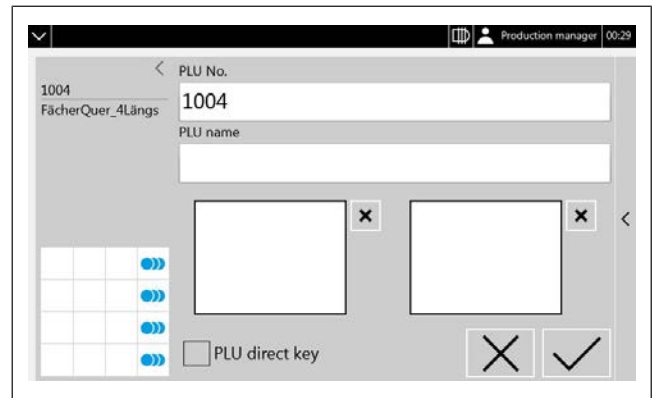 Production manager 00:29
1004
FächerQuer_4Längs
PLU No.
1004
PLU name
PLU direct key